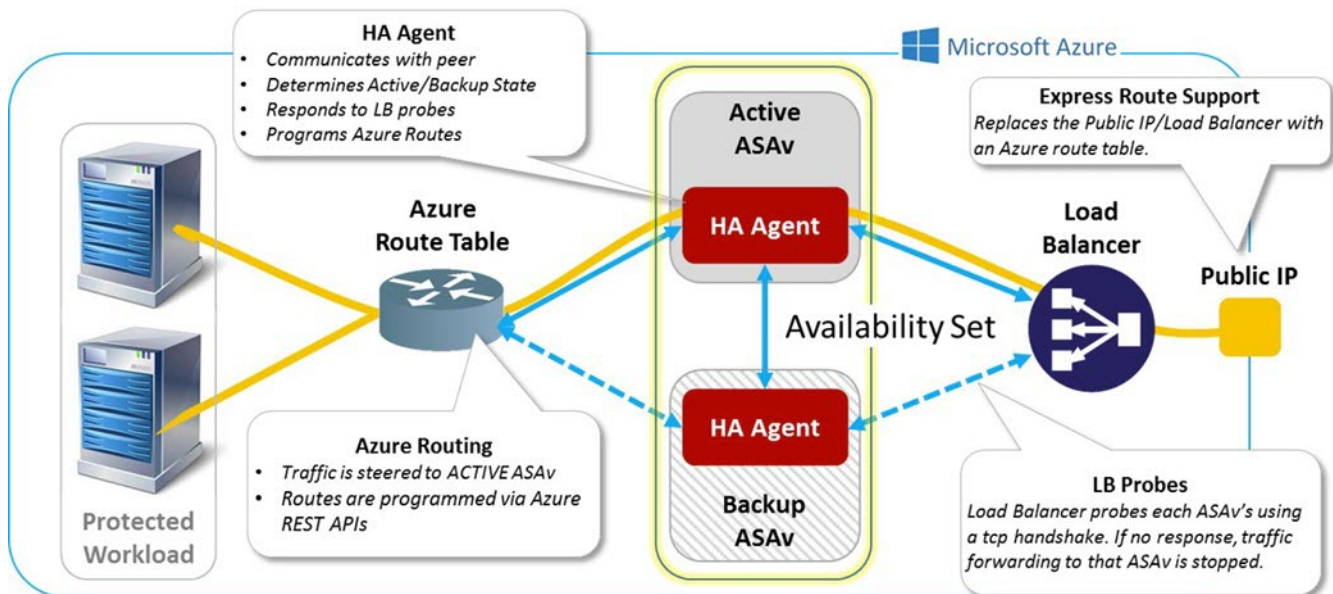 HA Agent
• Communicates with peer
• Determines Active/Backup State
• Responds to LB probes
• Programs Azure Routes
Microsoft Azure
Express Route Support
Replaces the Public IP/Load Balancer with
an Azure route table.
Active
ASAv
HA Agent
Azure
Route Table
Load
Balancer
Public IP
Availability Set
HA Agent
Backup
ASAv
Azure Routing
• Traffic is steered to ACTIVE ASAv
• Routes are programmed via Azure
REST APIs
LB Probes
Load Balancer probes each ASAv's using
a tcp handshake. If no response, traffic
forwarding to that ASAv is stopped.
Protected
Workload